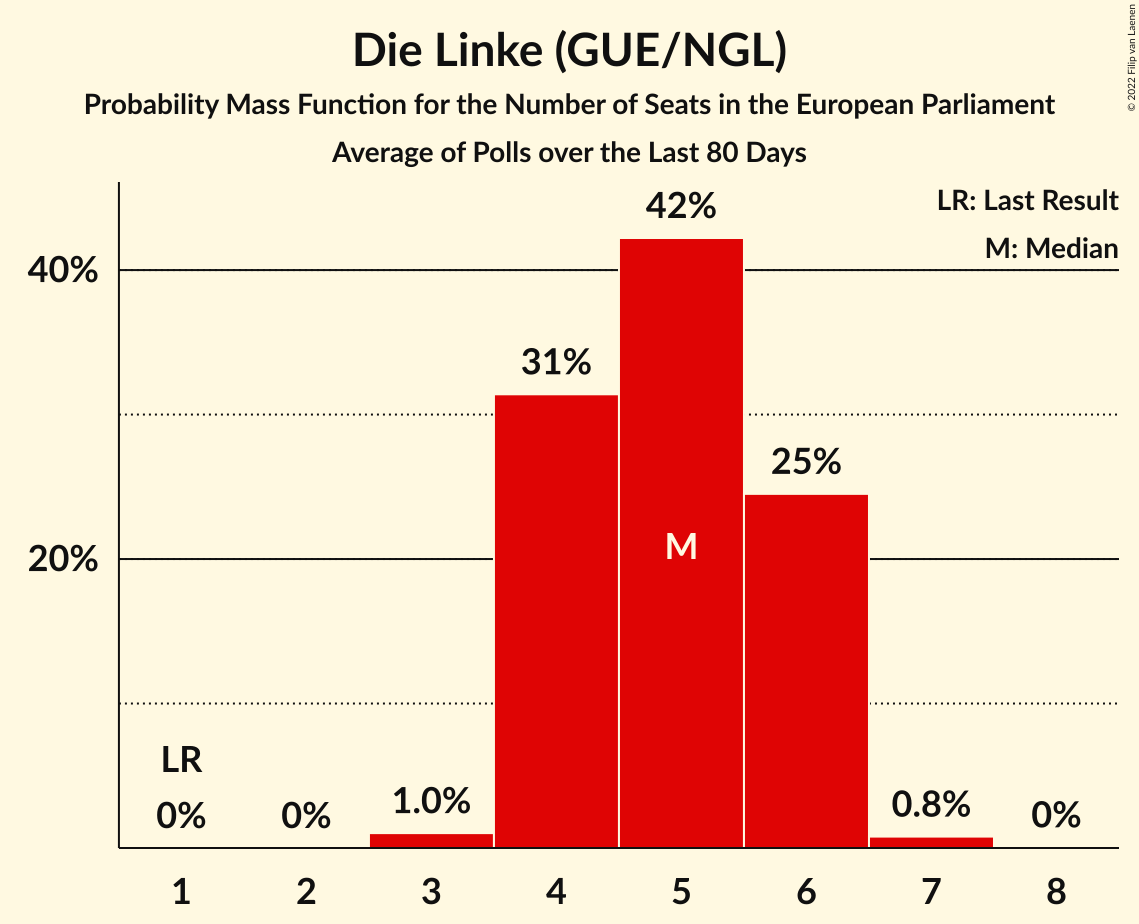 Die Linke (GUE/NGL)
Probability Mass Function for the Number of Seats in the European Parliament
Average of Polls over the Last 80 Days
© 2022 Filip van Laenen
LR: Last Result
M: Median
40%
20%
LR
0%
0%
1.0%
31%
42%
M
25%
0.8%
0%
1 2 3 4 5 6 7 8